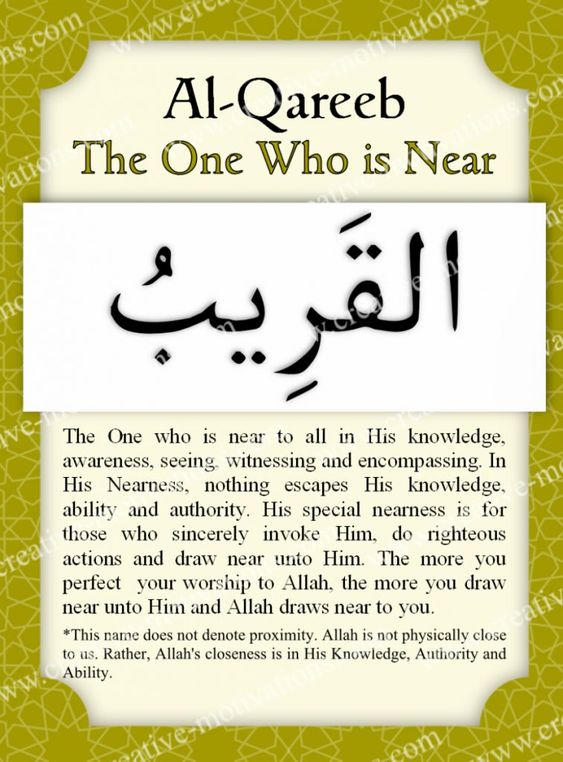 Al-Qareeb
The One Who is Near
القَرِيبُ
The One who is near to all in His knowledge,
awareness, seeing, witnessing and encompassing. In
His Nearness, nothing escapes His knowledge,
ability and authority. His special nearness is for
those who sincerely invoke Him, do righteous
actions and draw near unto Him. The more you
perfect your worship to Allah, the more you draw
near unto Him and Allah draws near to you.
*This name does not denote proximity. Allah is not physically close
to us. Rather, Allah's closeness is in His Knowledge, Authority and
Ability.
www.creative-motivations.com